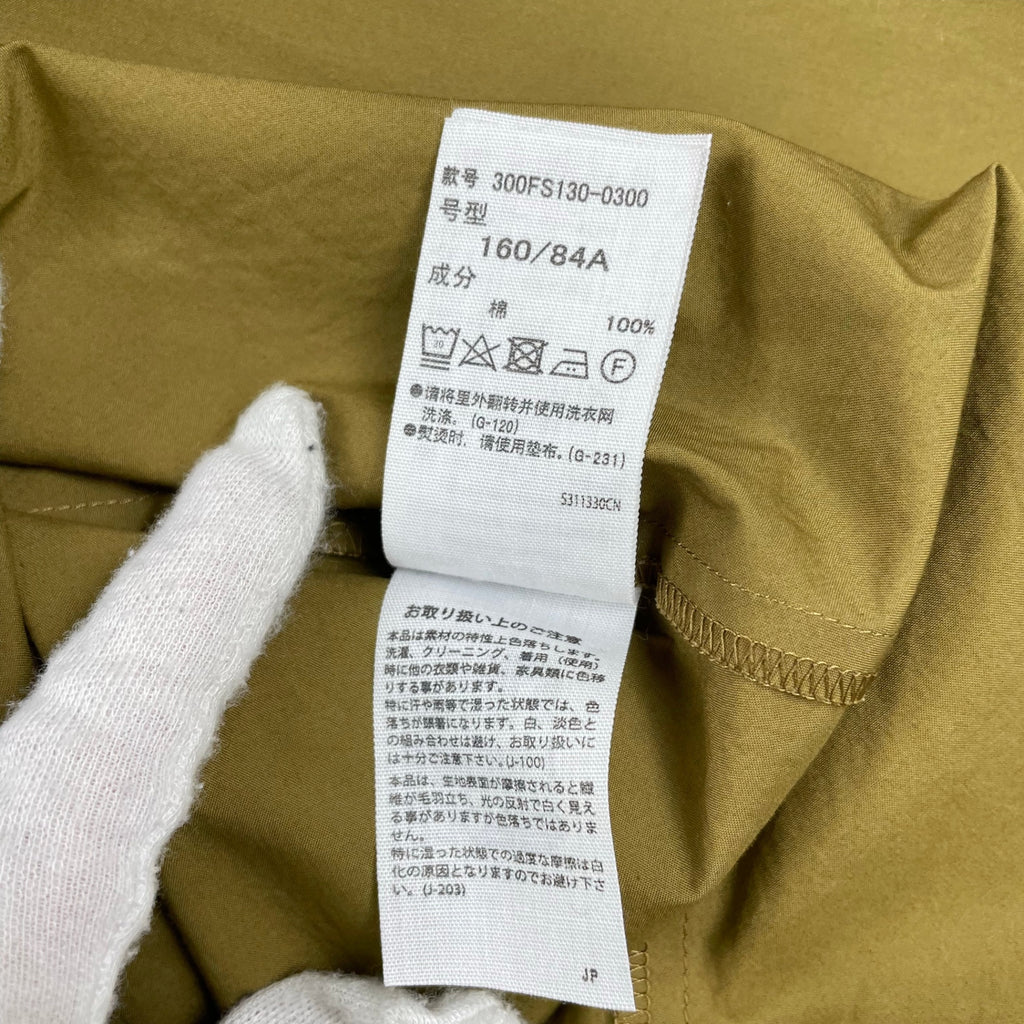 款号 300FS130-0300
号型
160/84A
成分
棉 100%
30 F
●请将里外翻转并使用洗衣网
洗涤。(G-120)
●熨烫时，请使用垫布。(G-231)
S311330CN
お取り扱い上のご注意
本品は素材の特性上色落ちします。
洗濯、クリーニング、着用（使用）
時に他の衣類や雑貨、家具類に色移
りする事があります。
特に汗や雨等で湿った状態では、色
落ちが顕著になります。白、淡色と
の組み合わせは避け、お取り扱いに
は十分ご注意下さい。(J-100)
本品は、生地表面が摩擦されると繊
維が毛羽立ち、光の反射で白く見え
る事がありますが色落ちではありま
せん。
特に湿った状態での過度な摩擦は白
化の原因となりますのでお避け下さ
い。(J-203)
JP